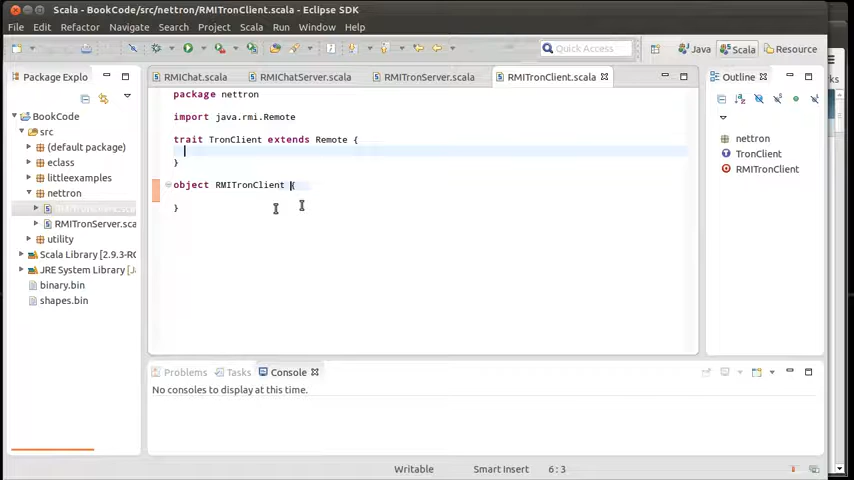 Scala - BookCode/src/nettron/RMITronClient.scala - Eclipse SDK
File Edit Refactor Navigate Search Project Scala Run Window Help
Quick Access
Java
Scala
Resource
Package Explo
RMIChat.scala
RMIChatServer.scala
RMITronServer.scala
RMITronClient.scala
Outline
BookCode
src
(default package)
eclass
littleexamples
nettron
RMITronServer.sca
utility
Scala Library [2.9.3-RC
JRE System Library [J
binary.bin
shapes.bin
package nettron
import java.rmi.Remote
trait TronClient extends Remote {
}
object RMITronClient {
}
nettron
TronClient
RMITronClient
Problems
Tasks
Console
No consoles to display at this time.
Writable
Smart Insert
6 : 3